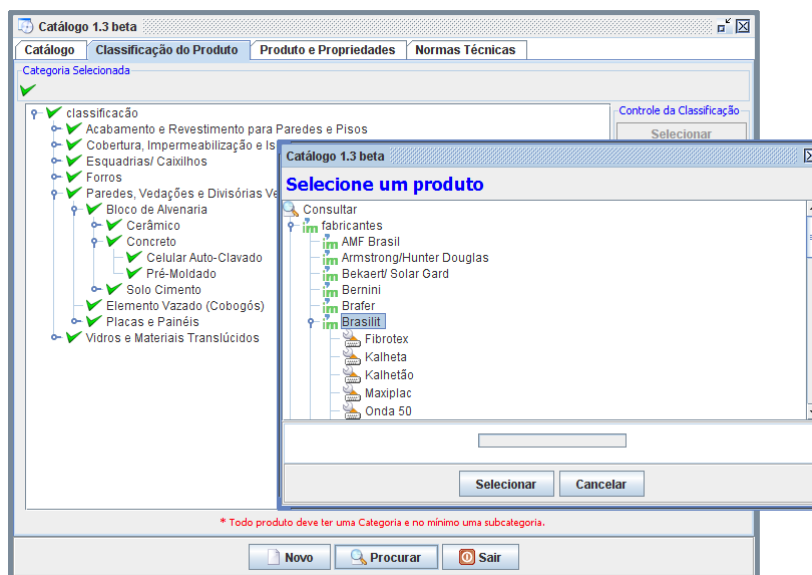 Catálogo 1.3 beta
Catálogo
Classificação do Produto
Produto e Propriedades
Normas Técnicas
Categoria Selecionada
classificacão
Acabamento e Revestimento para Paredes e Pisos
Cobertura, Impermeabilização e Is
Esquadrias/ Caixilhos
Forros
Paredes, Vedações e Divisórias Ve
Bloco de Alvenaria
Cerâmico
Concreto
Celular Auto-Clavado
Pré-Moldado
Solo Cimento
Elemento Vazado (Cobogós)
Placas e Painéis
Vidros e Materiais Translúcidos
Controle da Classificação
Selecionar
Catálogo 1.3 beta
Selecione um produto
Consultar
fabricantes
AMF Brasil
Armstrong/Hunter Douglas
Bekaert/ Solar Gard
Bernini
Brafer
Brasilit
Fibrotex
Kalheta
Kalhetão
Maxiplac
Onda 50
Selecionar
Cancelar
* Todo produto deve ter uma Categoria e no mínimo uma subcategoria.
Novo
Procurar
Sair